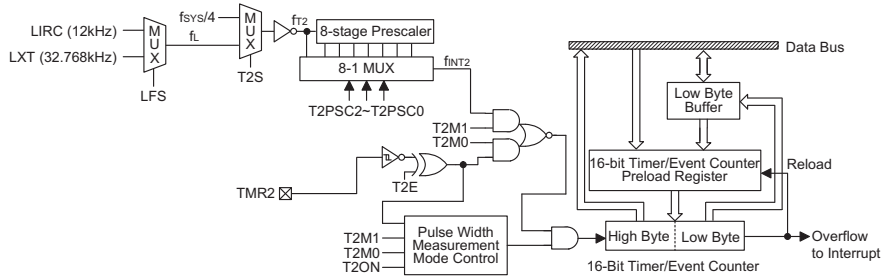 LIRC (12kHz)
LXT (32.768kHz)
MUX
LFS
fL
fSYS/4
MUX
T2S
fT2
8-stage Prescaler
8-1 MUX
T2PSC2~T2PSC0
fINT2
T2M1
T2M0
TMR2
T2E
T2M1
T2M0
T2ON
Pulse Width
Measurement
Mode Control
Data Bus
Low Byte
Buffer
16-bit Timer/Event Counter
Preload Register
Reload
High Byte
Low Byte
16-Bit Timer/Event Counter
Overflow
to Interrupt